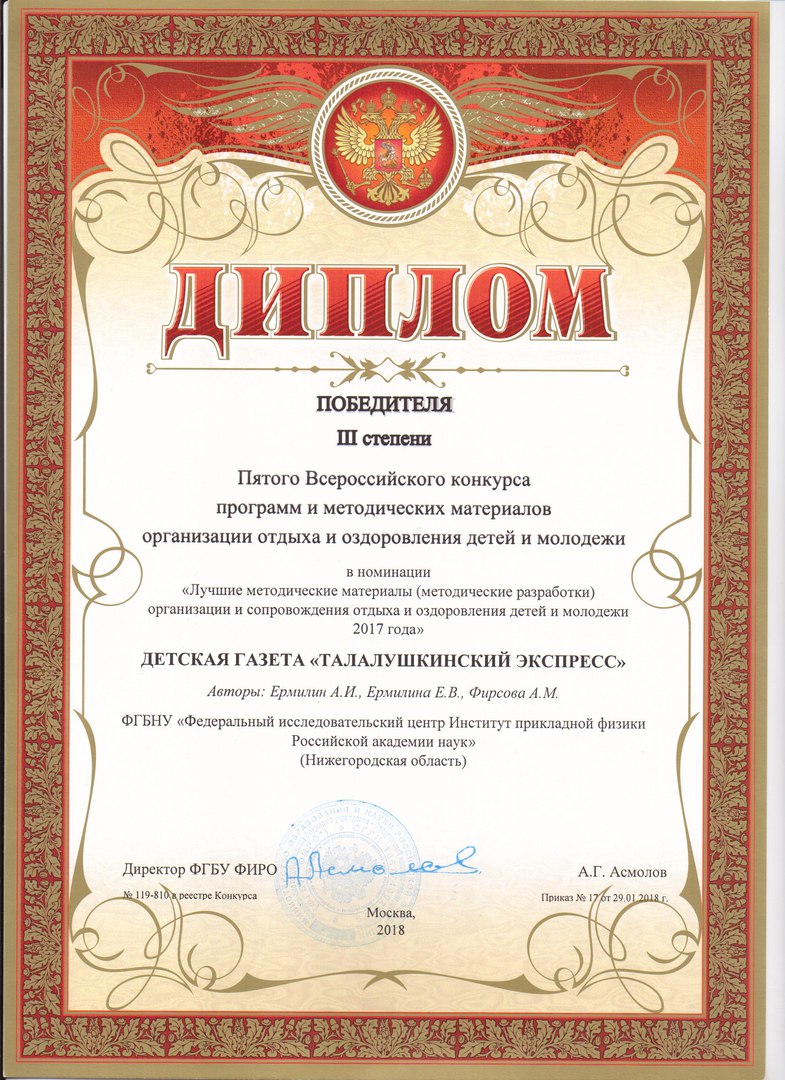 ДИПЛОМ
ПОБЕДИТЕЛЯ
III степени
Пятого Всероссийского конкурса
программ и методических материалов
организации отдыха и оздоровления детей и молодежи
в номинации
«Лучшие методические материалы (методические разработки)
организации и сопровождения отдыха и оздоровления детей и молодежи
2017 года»
ДЕТСКАЯ ГАЗЕТА «ТАЛАЛУШКИНСКИЙ ЭКСПРЕСС»
Авторы: Ермилин А.И., Ермилина Е.В., Фирсова А.М.
ФГБНУ «Федеральный исследовательский центр Институт прикладной физики
Российской академии наук»
(Нижегородская область)
Директор ФГБУ ФИРО А.Г. Асмолов
№ 119-810 в реестре Конкурса Приказ № 17 от 29.01.2018 г.
Москва,
2018